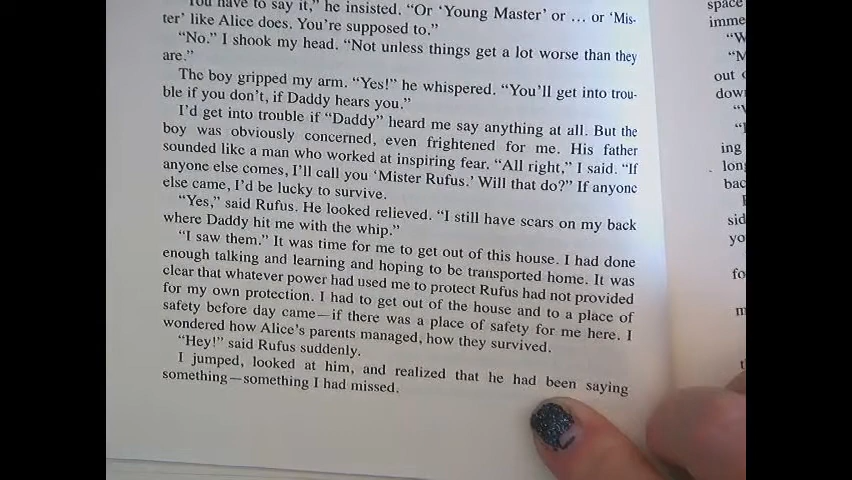 You have to say it," he insisted. "Or 'Young Master' or ... or 'Mis-
ter' like Alice does. You're supposed to."
"No." I shook my head. "Not unless things get a lot worse than they
are."
The boy gripped my arm. "Yes!" he whispered. "You'll get into trou-
ble if you don't, if Daddy hears you."
I'd get into trouble if "Daddy" heard me say anything at all. But the
boy was obviously concerned, even frightened for me. His father
sounded like a man who worked at inspiring fear. "All right," I said. "If
anyone else comes, I'll call you 'Mister Rufus.' Will that do?" If anyone
else came, I'd be lucky to survive.
"Yes," said Rufus. He looked relieved. "I still have scars on my back
where Daddy hit me with the whip."
"I saw them." It was time for me to get out of this house. I had done
enough talking and learning and hoping to be transported home. It was
clear that whatever power had used me to protect Rufus had not provided
for my own protection. I had to get out of the house and to a place of
safety before day came—if there was a place of safety for me here. I
wondered how Alice's parents managed, how they survived.
"Hey!" said Rufus suddenly.
I jumped, looked at him, and realized that he had been saying
something—something I had missed.
space
imme
out
down
ing
long
bac
sid
yo
fo